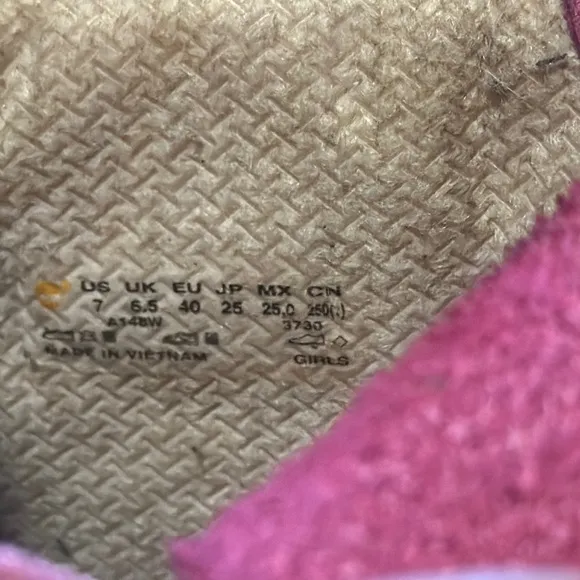 US UK EU JP MX CN
7 6.5 40 25 25,0 250(.)
A148W 3730
MADE IN VIETNAM GIRLS